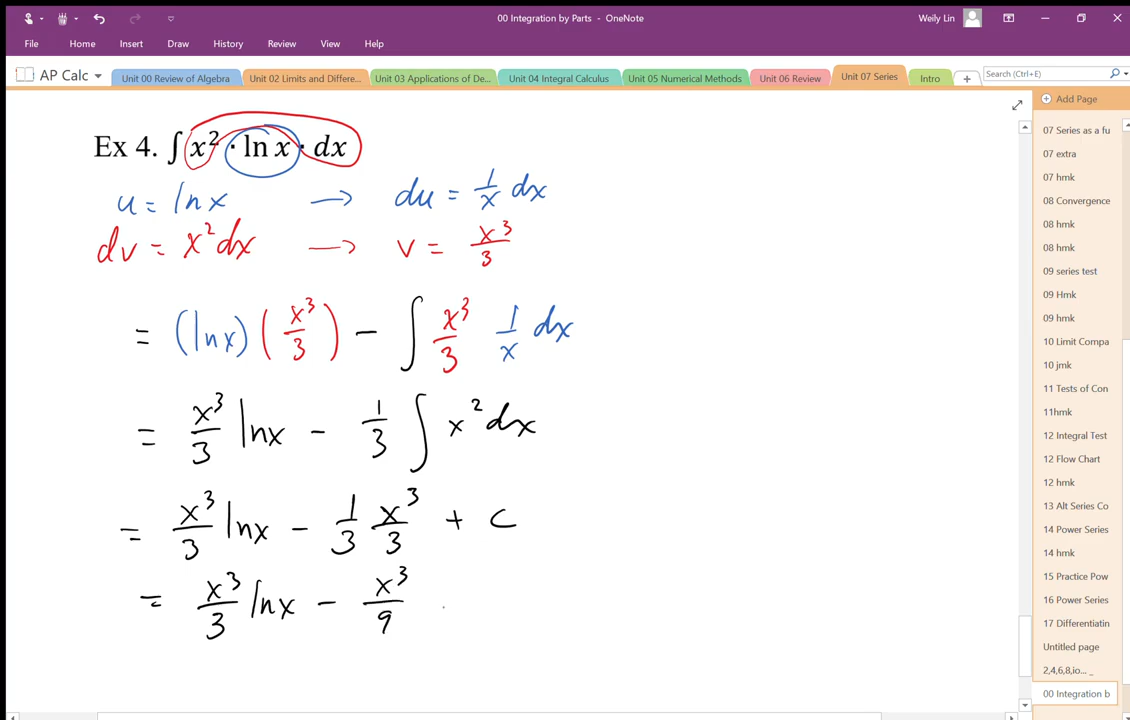 00 Integration by Parts - OneNote
Weily Lin
File Home Insert Draw History Review View Help
AP Calc
Unit 00 Review of Algebra
Unit 02 Limits and Differe...
Unit 03 Applications of De...
Unit 04 Integral Calculus
Unit 05 Numerical Methods
Unit 06 Review
Unit 07 Series
Intro
Search (Ctrl+E)
Ex 4. ∫ x² · ln x · dx
u = ln x → du = 1/x dx
dv = x² dx → v = x³/3
= (ln x) (x³/3) − ∫ x³/3 1/x dx
= x³/3 ln x − 1/3 ∫ x² dx
= x³/3 ln x − 1/3 x³/3 + C
= x³/3 ln x − x³/9
Add Page
07 Series as a fu
07 extra
07 hmk
08 Convergence
08 hmk
08 hmk
09 series test
09 Hmk
09 hmk
10 Limit Compa
10 jmk
11 Tests of Con
11hmk
12 Integral Test
12 Flow Chart
12 hmk
13 Alt Series Co
14 Power Series
14 hmk
15 Practice Pow
16 Power Series
17 Differentiatin
Untitled page
2,4,6,8,io... _
00 Integration b